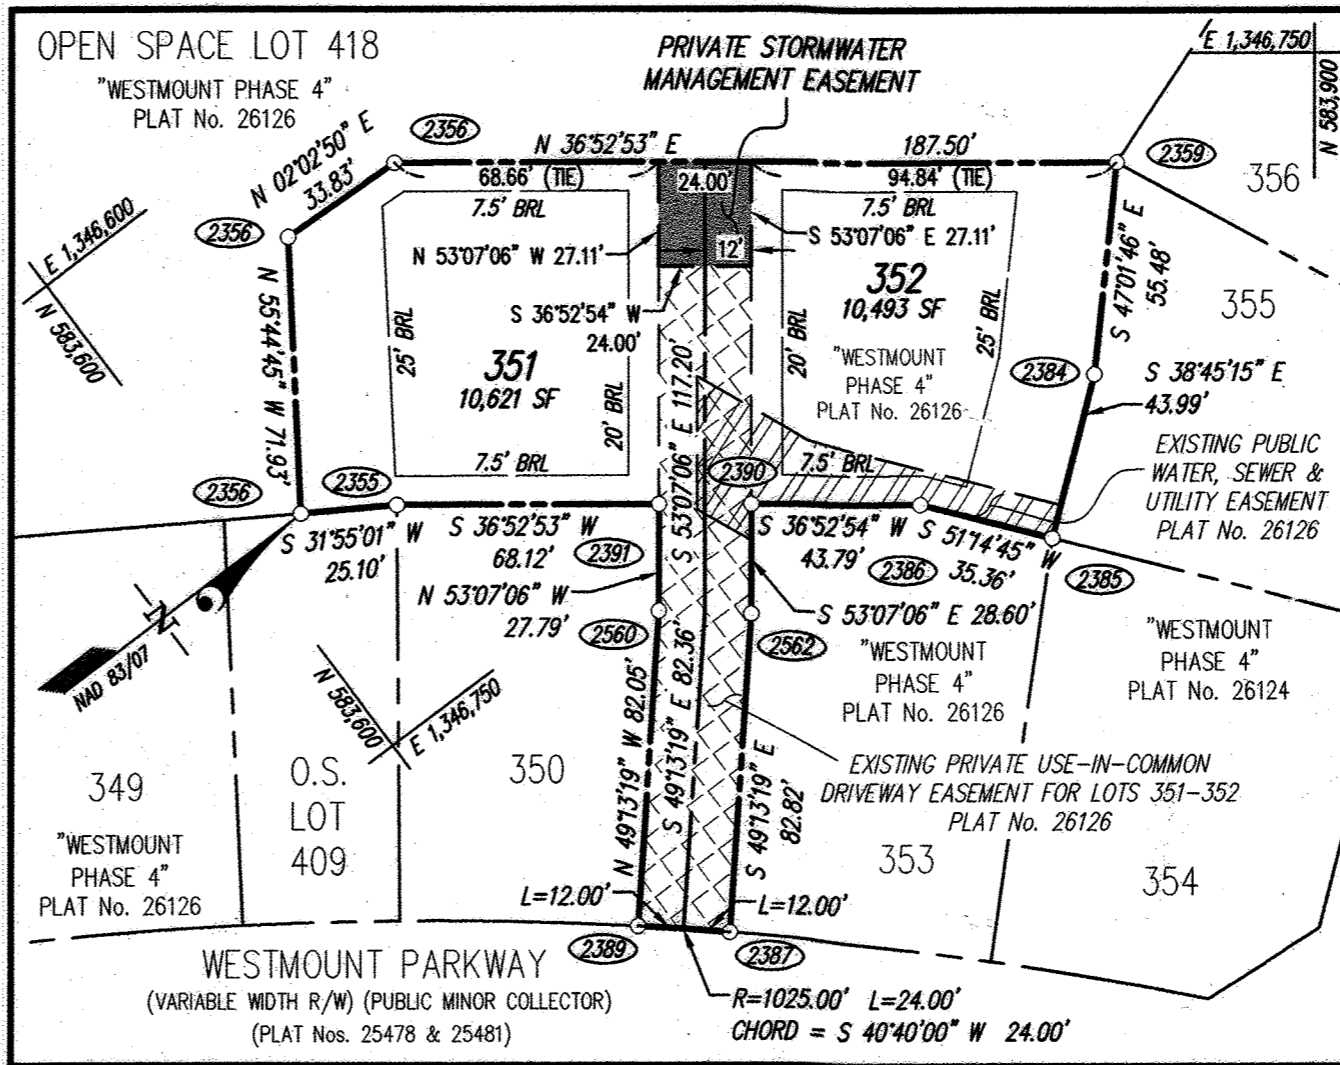 OPEN SPACE LOT 418
"WESTMOUNT PHASE 4"
PLAT No. 26126
PRIVATE STORMWATER
MANAGEMENT EASEMENT
E 1,346,750
N 583,900
2356
N 02°02'50" E
33.83'
N 36°52'53" E
187.50'
68.66' (TIE)
24.00'
94.84' (TIE)
2359
356
7.5' BRL
7.5' BRL
2356
E 1,346,600
N 583,600
N 53°07'06" W 27.11'
12'
S 53°07'06" E 27.11'
352
10,493 SF
S 47°01'46" E
55.48'
355
S 36°52'54" W
24.00'
N 55°44'45" W 71.93'
25' BRL
351
10,621 SF
20' BRL
S 53°07'06" E 117.20'
20' BRL
"WESTMOUNT
PHASE 4"
PLAT No. 26126
25' BRL
2384
S 38°45'15" E
43.99'
EXISTING PUBLIC
WATER, SEWER &
UTILITY EASEMENT
PLAT No. 26126
7.5' BRL
7.5' BRL
2356
2355
2390
S 31°55'01" W
25.10'
S 36°52'53" W
68.12'
2391
S 36°52'54" W
43.79'
2386
S 51°14'45" W
35.36'
2385
N 53°07'06" W
27.79'
2560
S 53°07'06" E 28.60'
2562
NAD 83/07
N
N 583,600
E 1,346,750
"WESTMOUNT
PHASE 4"
PLAT No. 26126
"WESTMOUNT
PHASE 4"
PLAT No. 26124
N 49°13'19" W 82.05'
S 49°13'19" E 82.36'
S 49°13'19" E
82.82'
EXISTING PRIVATE USE-IN-COMMON
DRIVEWAY EASEMENT FOR LOTS 351-352
PLAT No. 26126
349
"WESTMOUNT
PHASE 4"
PLAT No. 26126
O.S.
LOT
409
350
353
354
L=12.00'
L=12.00'
2389
2387
WESTMOUNT PARKWAY
(VARIABLE WIDTH R/W) (PUBLIC MINOR COLLECTOR)
(PLAT Nos. 25478 & 25481)
R=1025.00' L=24.00'
CHORD = S 40°40'00" W 24.00'